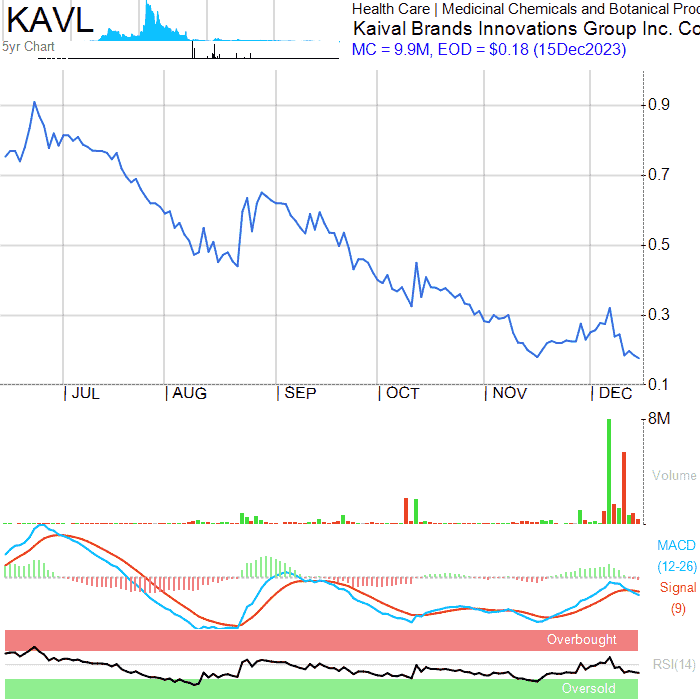 KAVL
5yr Chart
Health Care | Medicinal Chemicals and Botanical Proc
Kaival Brands Innovations Group Inc. Co
MC = 9.9M, EOD = $0.18 (15Dec2023)
0.9
0.7
0.5
0.3
0.1
JUL AUG SEP OCT NOV DEC
8M
Volume
MACD
(12-26)
Signal
(9)
Overbought
RSI(14)
Oversold